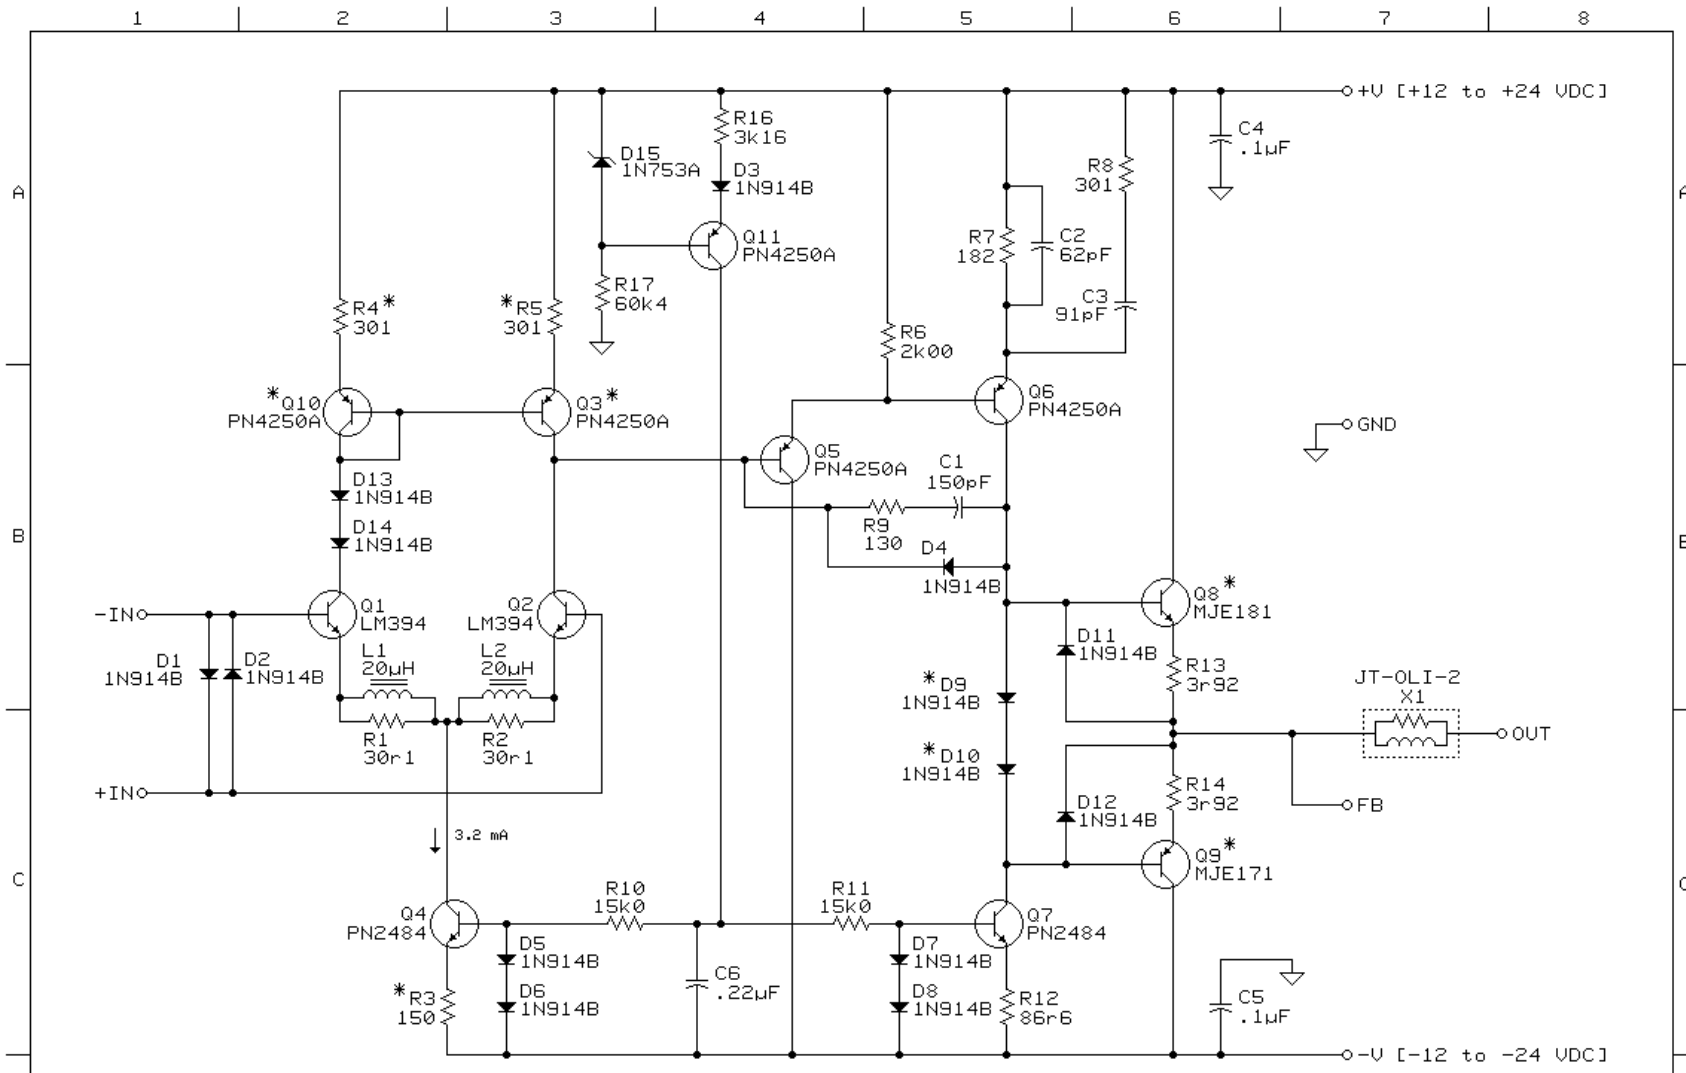 1 2 3 4 5 6 7 8
+V [+12 to +24 VDC]
R16
3k16
C4
.1µF
D15
1N753A
D3
1N914B
R8
301
A
A
Q11
PN4250A
R7
182
C2
62pF
R17
60k4
C3
91pF
R4*
301
*R5
301
R6
2k00
*Q10
PN4250A
Q3*
PN4250A
Q6
PN4250A
GND
Q5
PN4250A
C1
150pF
D13
1N914B
D14
1N914B
R9
130
B
B
D4
1N914B
-IN
Q1
LM394
Q2
LM394
Q8*
MJE181
D1
1N914B
D2
1N914B
L1
20µH
L2
20µH
D11
1N914B
R13
3r92
*D9
1N914B
JT-OLI-2
X1
R1
30r1
R2
30r1
OUT
*D10
1N914B
+IN
D12
1N914B
R14
3r92
FB
3.2 mA
Q9*
MJE171
C
C
R10
15k0
R11
15k0
Q4
PN2484
Q7
PN2484
D5
1N914B
D7
1N914B
C6
.22µF
*R3
150
D6
1N914B
D8
1N914B
R12
86r6
C5
.1µF
-V [-12 to -24 VDC]